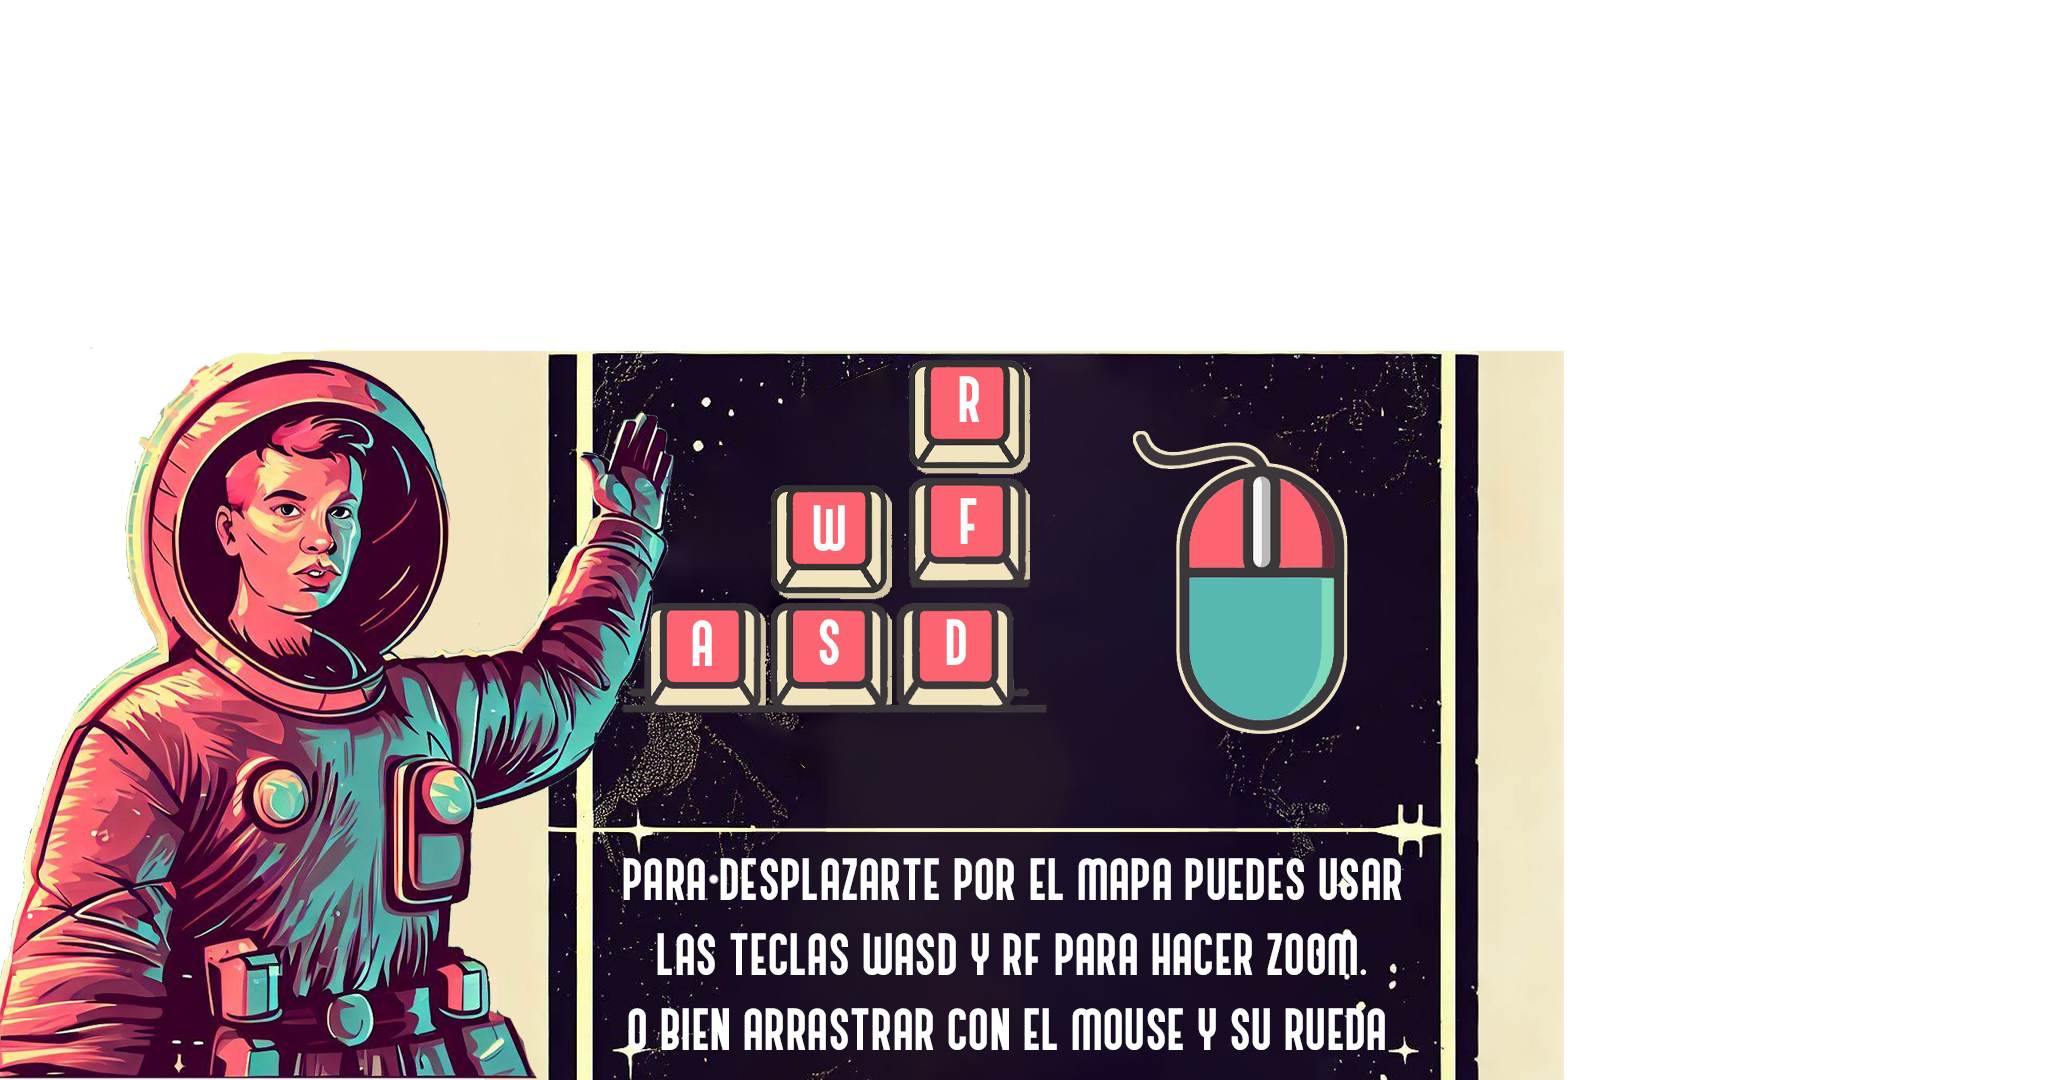 R
W F
A S D
PARA DESPLAZARTE POR EL MAPA PUEDES USAR
LAS TECLAS WASD Y RF PARA HACER ZOOM.
O BIEN ARRASTRAR CON EL MOUSE Y SU RUEDA